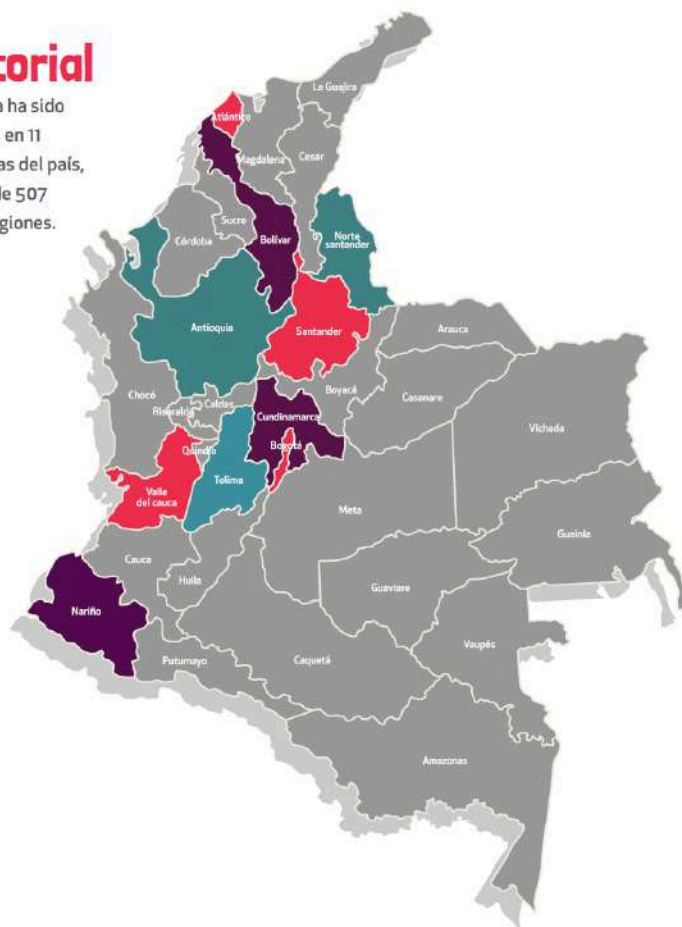 torial
a ha sido
en 11
as del país,
de 507
giones.
La Guajira
Atlántico
Magdalena
Cesar
Sucre
Norte
santander
Córdoba
Bolívar
Antioquia
Santander
Arauca
Boyacá
Chocó
Caldas
Casanare
Risaralda
Cundinamarca
Vichada
Quindío
Bogotá
Tolima
Valle
del cauca
Meta
Guainía
Cauca
Huila
Guaviare
Nariño
Vaupés
Putumayo
Caquetá
Amazonas